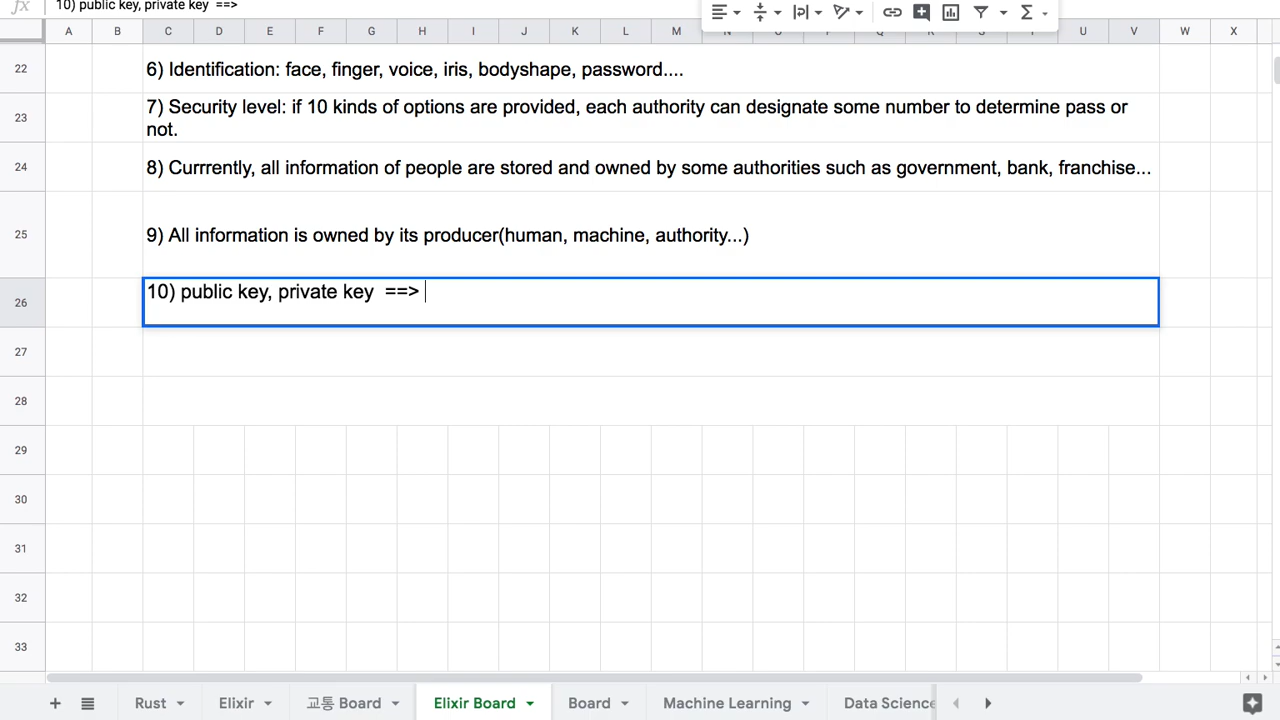 10) public key, private key  ==>
A B C D E F G H I J K L M N O P Q R S T U V W X
22 6) Identification: face, finger, voice, iris, bodyshape, password....
23 7) Security level: if 10 kinds of options are provided, each authority can designate some number to determine pass or
not.
24 8) Currrently, all information of people are stored and owned by some authorities such as government, bank, franchise...
25 9) All information is owned by its producer(human, machine, authority...)
26 10) public key, private key  ==>
27
28
29
30
31
32
33
Rust Elixir 교통 Board Elixir Board Board Machine Learning Data Science